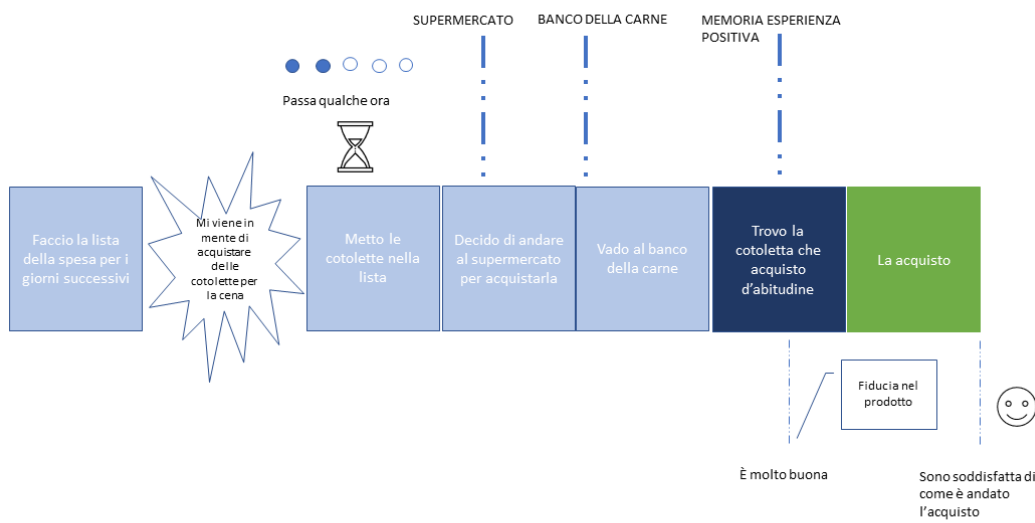 SUPERMERCATO
BANCO DELLA CARNE
MEMORIA ESPERIENZA
POSITIVA
Passa qualche ora
Faccio la lista
della spesa per i
giorni successivi
Mi viene in
mente di
acquistare
delle
cotolette per
la cena
Metto le
cotolette nella
lista
Decido di andare
al supermercato
per acquistarla
Vado al banco
della carne
Trovo la
cotoletta che
acquisto
d'abitudine
La acquisto
Fiducia nel
prodotto
È molto buona
Sono soddisfatta di
come è andato
l'acquisto